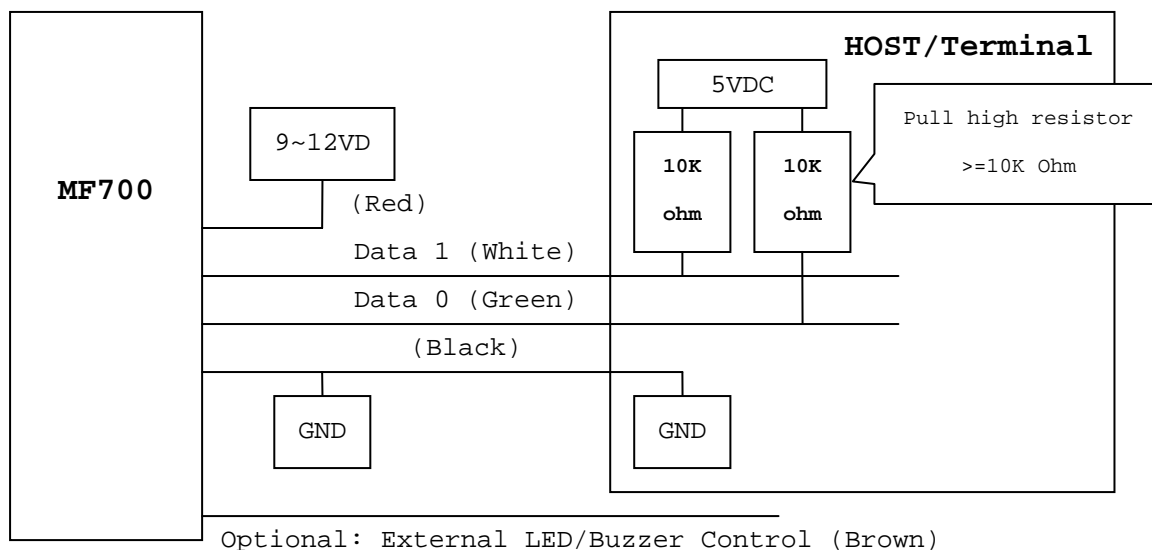 HOST/Terminal
5VDC
Pull high resistor
>=10K Ohm
9~12VD
10K
ohm
10K
ohm
MF700
(Red)
Data 1 (White)
Data 0 (Green)
(Black)
GND
GND
Optional: External LED/Buzzer Control (Brown)